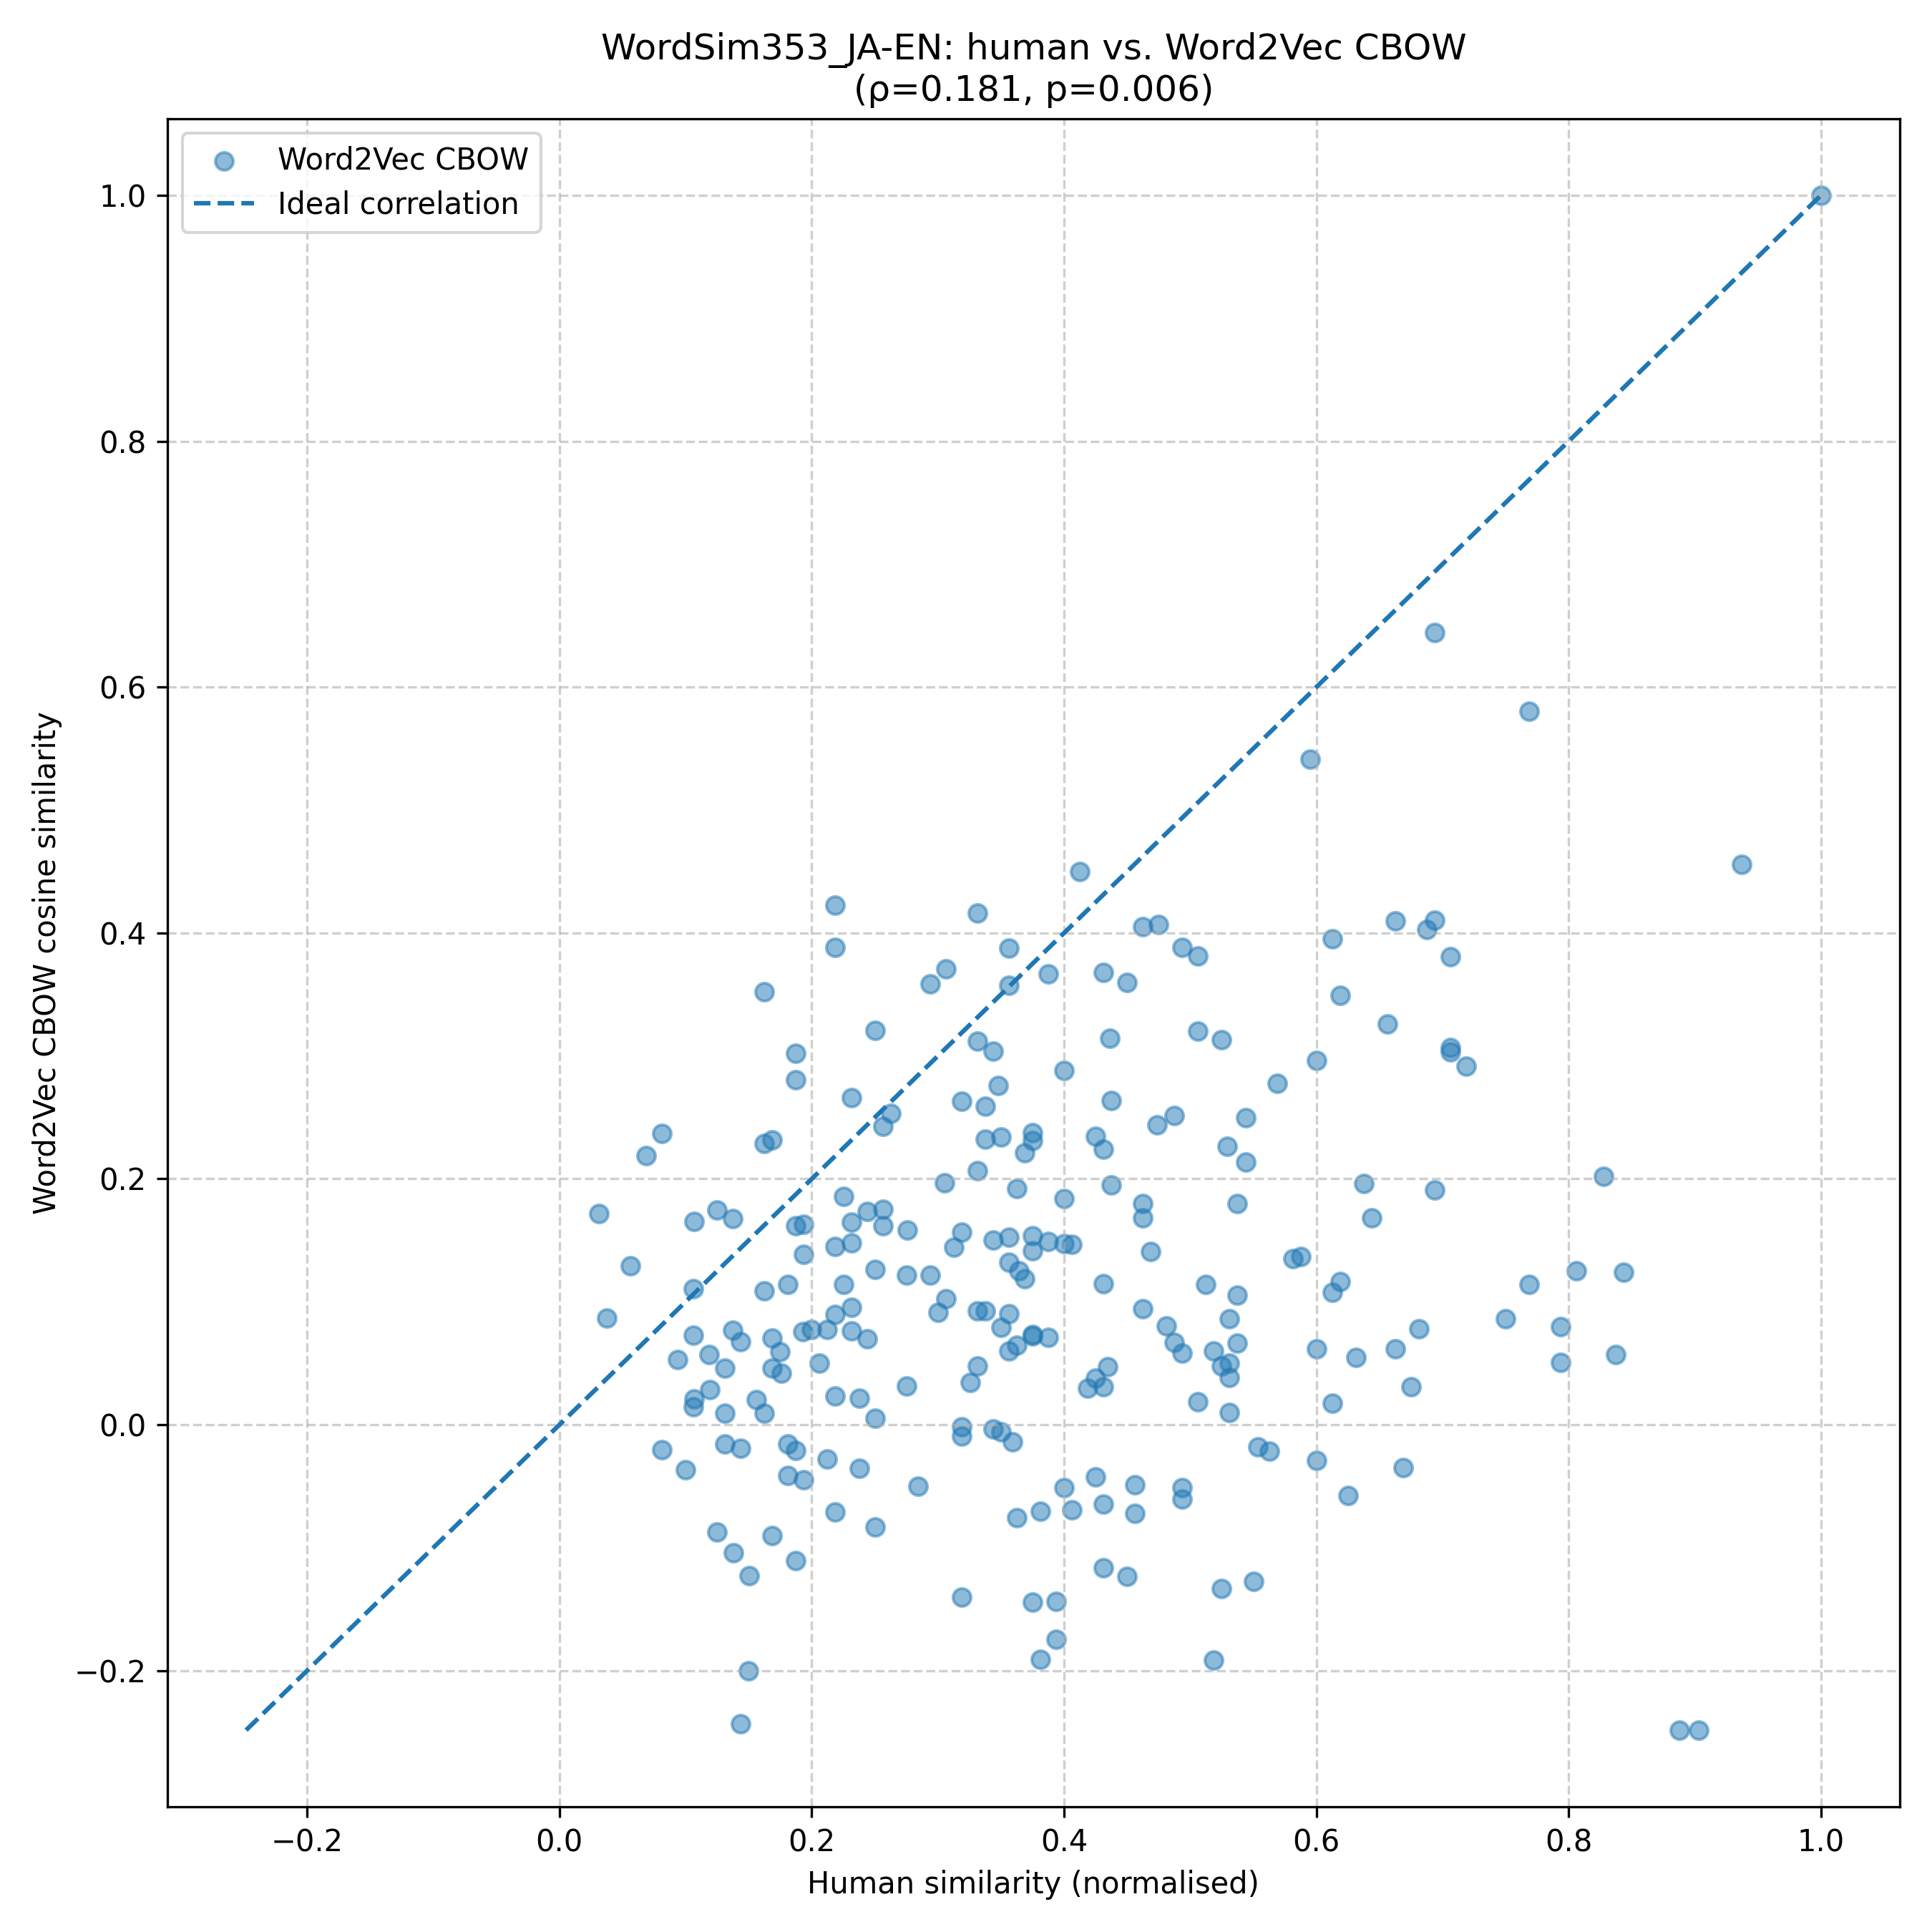 WordSim353_JA-EN: human vs. Word2Vec CBOW
(ρ=0.181, p=0.006)
Word2Vec CBOW
Ideal correlation
1.0
0.8
0.6
0.4
0.2
0.0
−0.2
Word2Vec CBOW cosine similarity
−0.2
0.0
0.2
0.4
0.6
0.8
1.0
Human similarity (normalised)